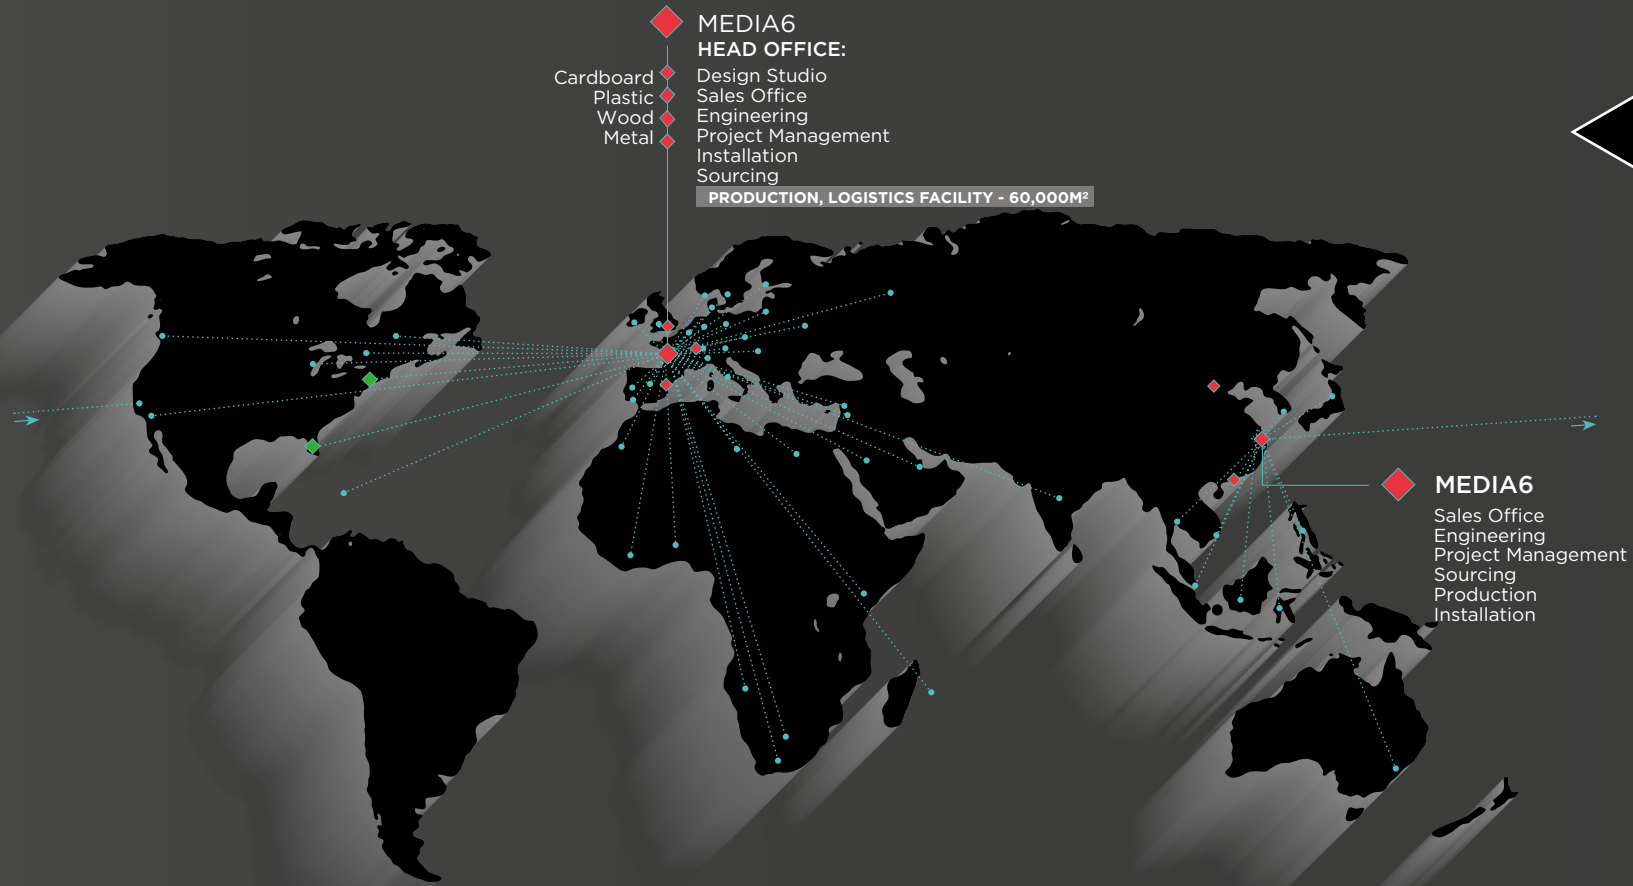 MEDIA6
HEAD OFFICE:
Cardboard
Plastic
Wood
Metal
Design Studio
Sales Office
Engineering
Project Management
Installation
Sourcing
PRODUCTION, LOGISTICS FACILITY - 60,000M²
MEDIA6
Sales Office
Engineering
Project Management
Sourcing
Production
Installation